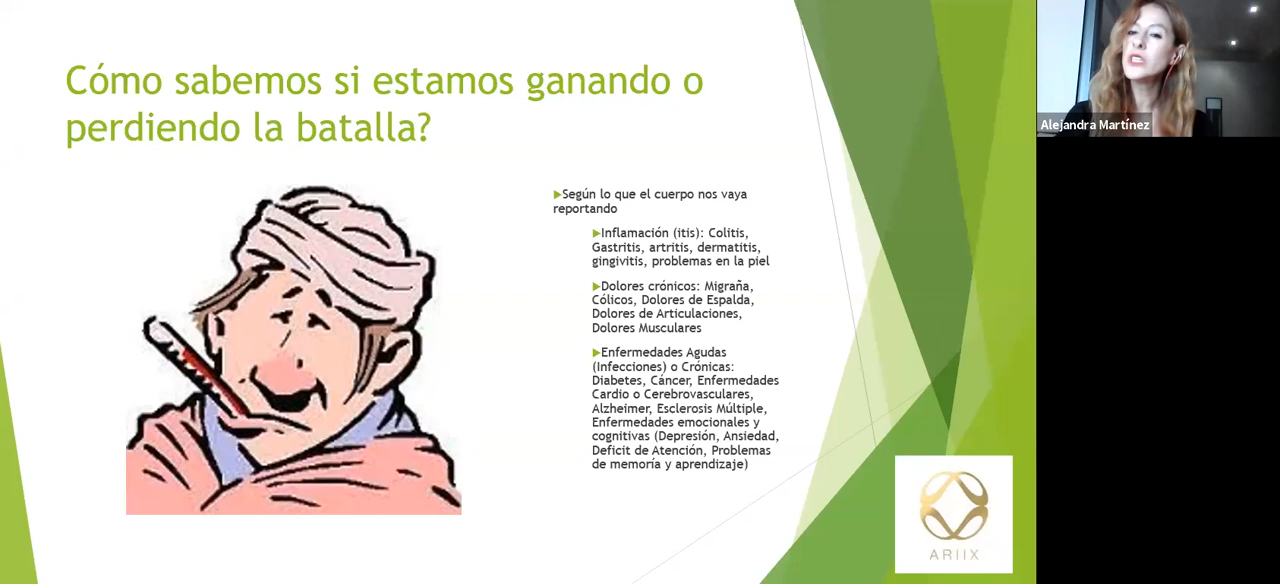 Cómo sabemos si estamos ganando o
perdiendo la batalla?
Según lo que el cuerpo nos vaya
reportando
Inflamación (itis): Colitis,
Gastritis, artritis, dermatitis,
gingivitis, problemas en la piel
Dolores crónicos: Migraña,
Cólicos, Dolores de Espalda,
Dolores de Articulaciones,
Dolores Musculares
Enfermedades Agudas
(Infecciones) o Crónicas:
Diabetes, Cáncer, Enfermedades
Cardio o Cerebrovasculares,
Alzheimer, Esclerosis Múltiple,
Enfermedades emocionales y
cognitivas (Depresión, Ansiedad,
Deficit de Atención, Problemas
de memoría y aprendizaje)
ARIIX
Alejandra Martínez